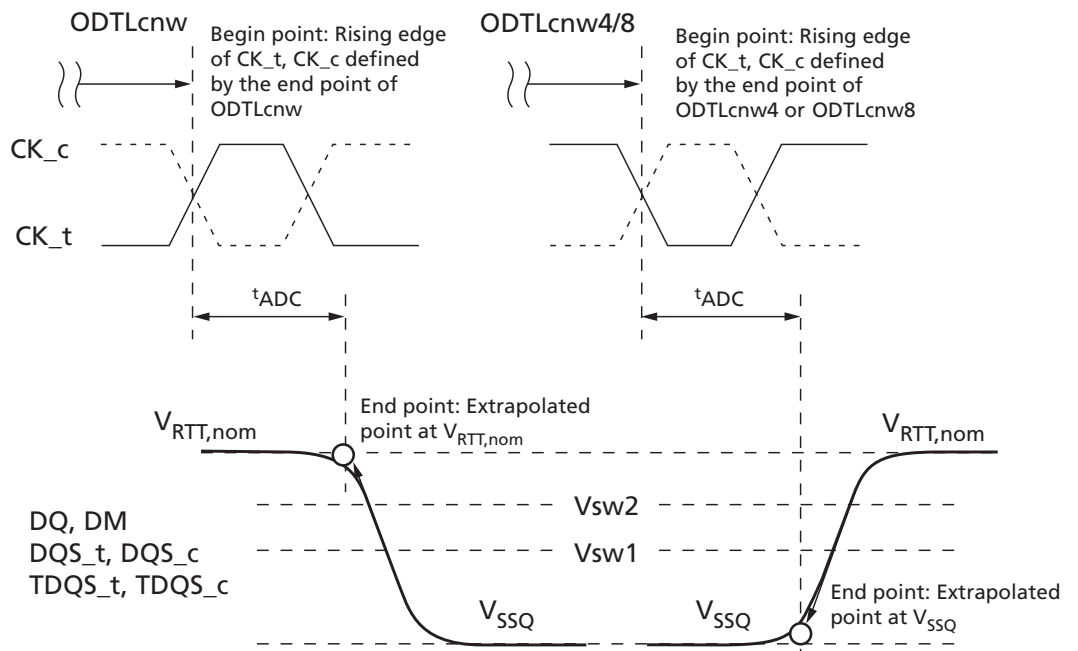 ODTLcnw
Begin point: Rising edge
of CK_t, CK_c defined
by the end point of
ODTLcnw
ODTLcnw4/8
Begin point: Rising edge
of CK_t, CK_c defined
by the end point of
ODTLcnw4 or ODTLcnw8
CK_c
CK_t
tADC
tADC
End point: Extrapolated
point at VRTT,nom
VRTT,nom
VRTT,nom
Vsw2
Vsw1
DQ, DM
DQS_t, DQS_c
TDQS_t, TDQS_c
VSSQ
VSSQ
End point: Extrapolated
point at VSSQ